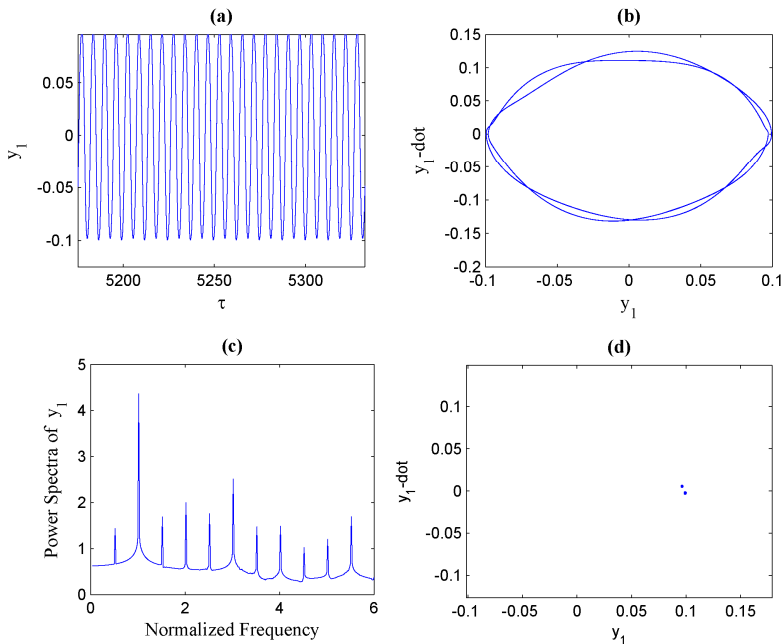 (a)
0.05
0
-0.05
-0.1
y1
5200 5250 5300
τ
(b)
0.15
0.1
0.05
0
-0.05
-0.1
-0.15
-0.2
y1-dot
-0.1 -0.05 0 0.05 0.1
y1
(c)
5
4
3
2
1
0
Power Spectra of y1
0 2 4 6
Normalized Frequency
(d)
0.1
0.05
0
-0.05
-0.1
y1-dot
-0.1 -0.05 0 0.05 0.1 0.15
y1